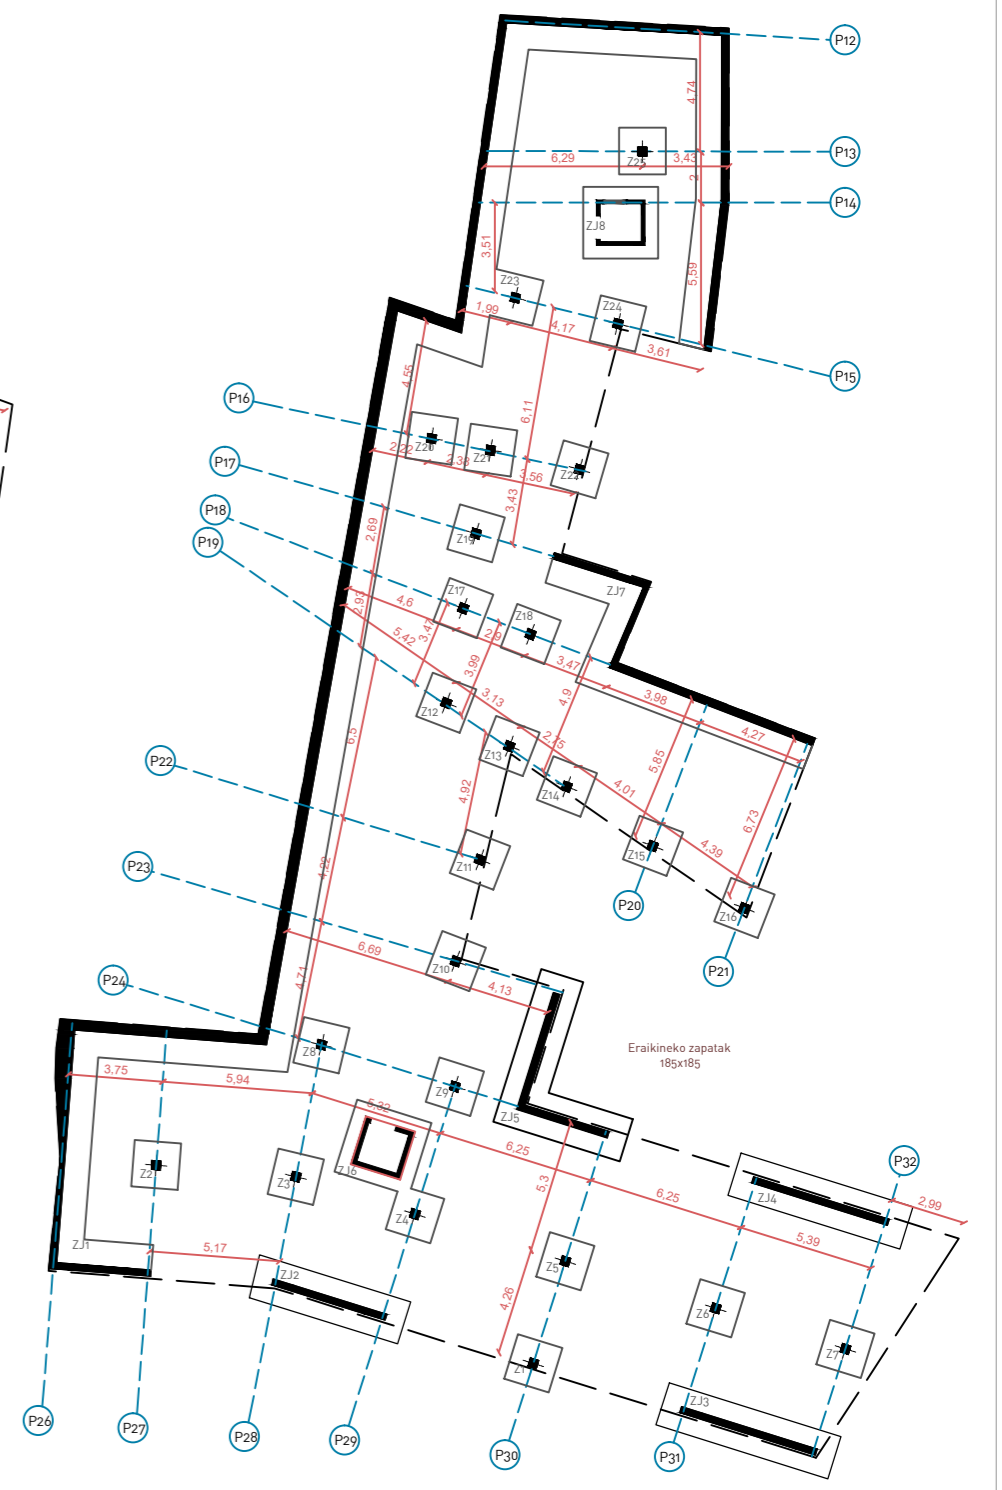 P12
4,74
P13
Z25
6,29
3,43
2
P14
ZJ8
3,51
5,59
Z23
Z24
1,99
4,17
3,61
P15
4,55
P16
6,11
Z20
Z21
Z22
2,22
2,38
3,56
P17
3,43
P18
2,69
Z19
P19
ZJ7
Z17
2,93
4,6
Z18
3,47
5,42
2,9
3,99
3,47
Z12
3,13
4,9
3,98
4,27
6,5
Z13
2,75
5,85
P22
4,92
Z14
4,01
6,73
4,39
Z15
Z11
P23
4,22
P20
Z16
6,69
Z10
P21
P24
4,71
4,13
Z8
Eraikineko zapatak
185x185
3,75
5,94
Z9
5,32
ZJ5
6,25
P32
Z2
Z3
ZJ6
5,3
6,25
ZJ4
2,99
Z4
5,39
ZJ1
5,17
ZJ2
Z5
4,26
Z6
Z7
Z1
ZJ3
P26
P27
P28
P29
P30
P31